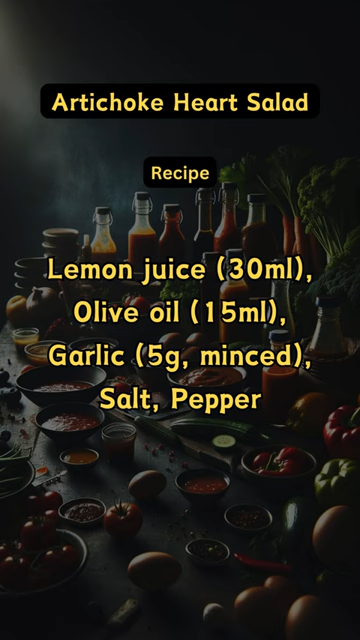 Artichoke Heart Salad
Recipe
Lemon juice (30ml),
Olive oil (15ml),
Garlic (5g, minced),
Salt, Pepper